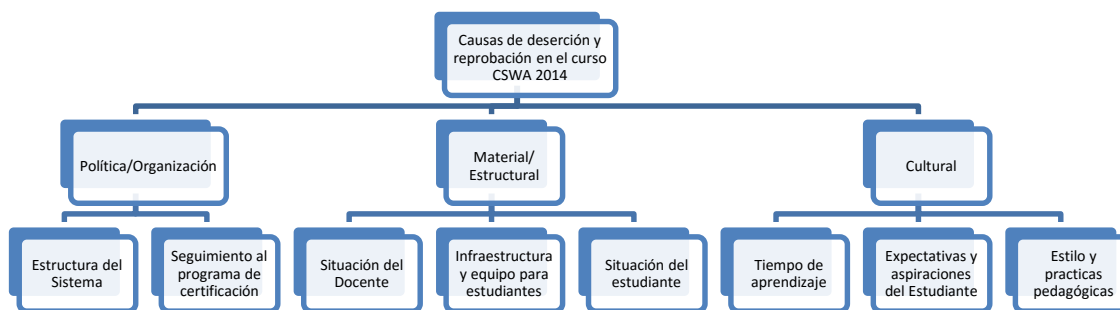 Causas de deserción y
reprobación en el curso
CSWA 2014
Política/Organización
Material/
Estructural
Cultural
Estructura del
Sistema
Seguimiento al
programa de
certificación
Situación del
Docente
Infraestructura
y equipo para
estudiantes
Situación del
estudiante
Tiempo de
aprendizaje
Expectativas y
aspiraciones
del Estudiante
Estilo y
practicas
pedagógicas